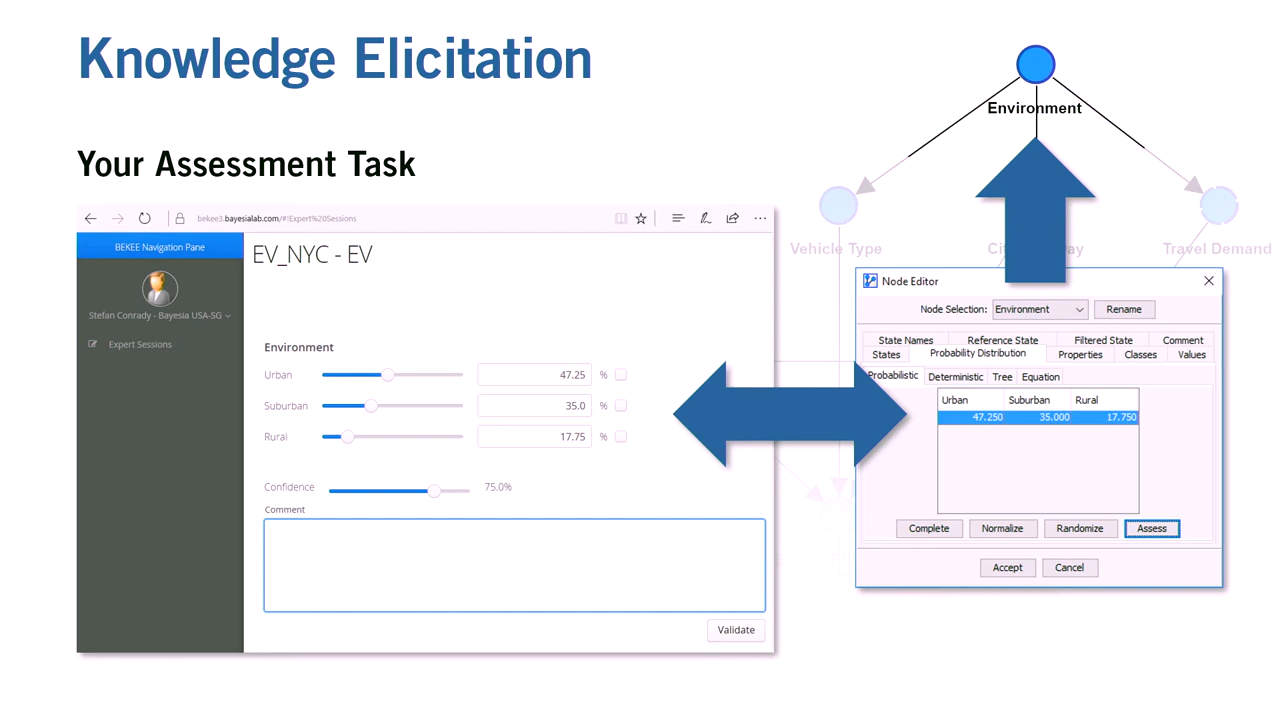 Knowledge Elicitation
Your Assessment Task
bekee3.bayesialab.com/#!Expert%20Sessions
BEKEE Navigation Pane
Stefan Conrady - Bayesia USA-SG
Expert Sessions
EV_NYC - EV
Environment
Urban 47.25 %
Suburban 35.0 %
Rural 17.75 %
Confidence 75.0%
Comment
Validate
Environment
Vehicle Type
Travel Demand
Node Editor
Node Selection: Environment Rename
State Names Reference State Filtered State Comment
States Probability Distribution Properties Classes Values
Probabilistic Deterministic Tree Equation
Urban Suburban Rural
47.250 35.000 17.750
Complete Normalize Randomize Assess
Accept Cancel